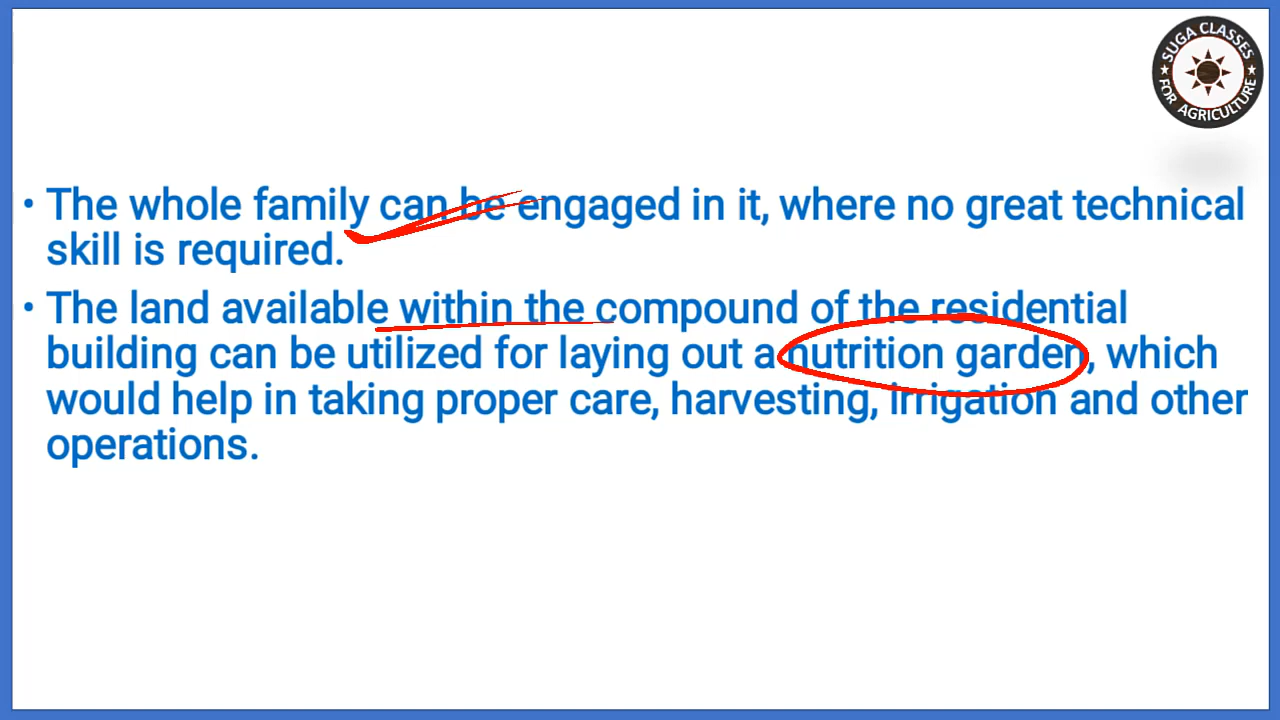 SUGA CLASSES
FOR AGRICULTURE
• The whole family can be engaged in it, where no great technical
skill is required.
• The land available within the compound of the residential
building can be utilized for laying out a nutrition garden, which
would help in taking proper care, harvesting, irrigation and other
operations.